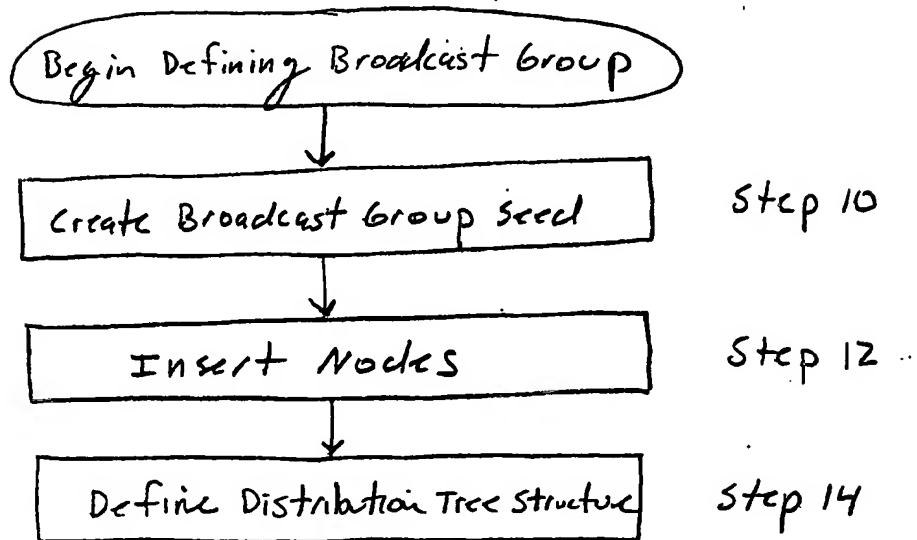 Begin Defining Broadcast Group
Create Broadcast Group Seed
Step 10
Insert Nodes
Step 12
Define Distribution Tree Structure
Step 14